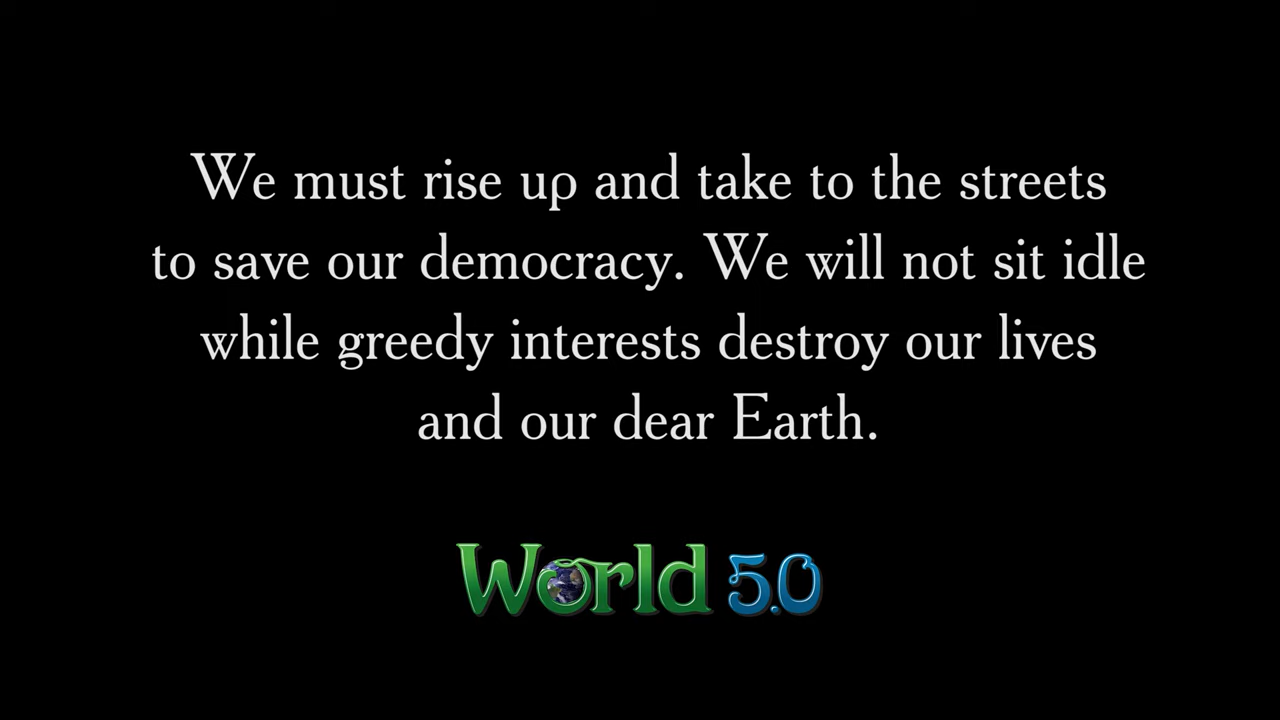 We must rise up and take to the streets
to save our democracy. We will not sit idle
while greedy interests destroy our lives
and our dear Earth.
World 5.0